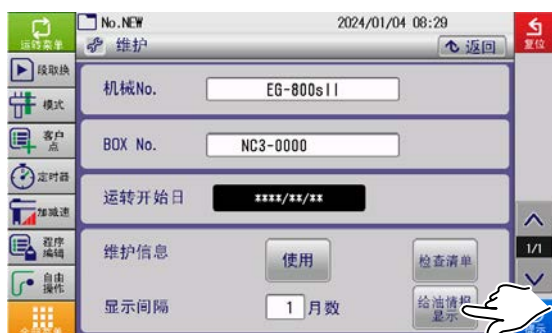 No.NEW 2024/01/04 08:29
运转菜单 维护 返回 复位
段取换
机械No. EG-800sII
模式
客户点
BOX No. NC3-0000
定时器
运转开始日 ****/**/**
加减速
程序编辑
维护信息 使用 检查清单
1/1
自由操作
显示间隔 1 月数 给油情报显示